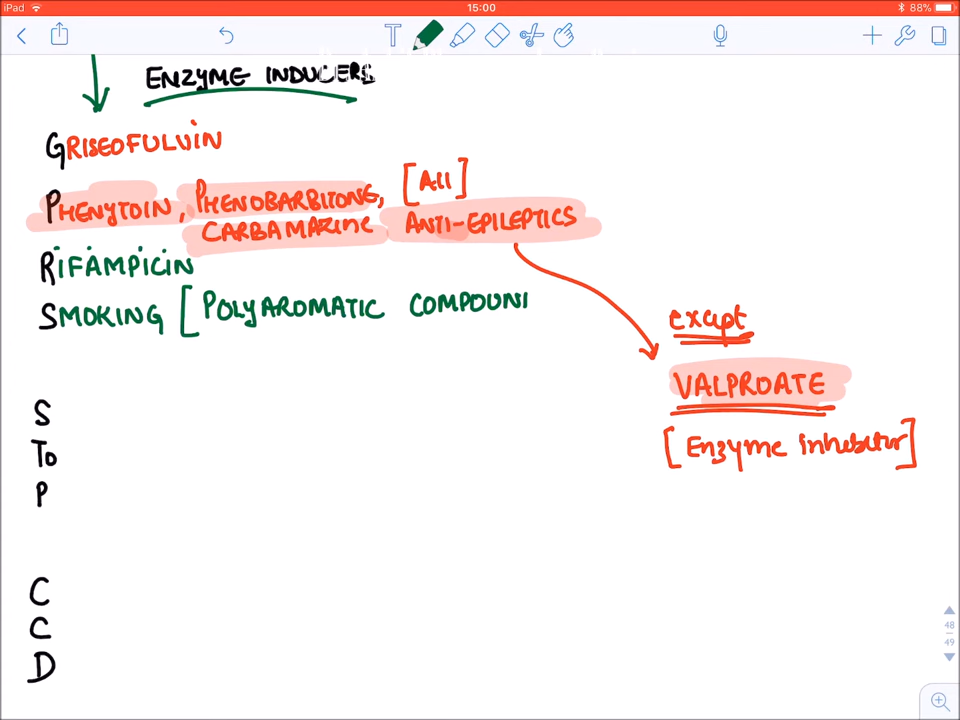 iPad 15:00 88%
T
ENZYME INDUCERS
GRISEOFULVIN
PHENYTOIN, PHENOBARBITONE, [All]
CARBAMAZINE ANTI-EPILEPTICS
RIFAMPICIN
SMOKING [POLYAROMATIC COMPOUNI
except
VALPROATE
[Enzyme inhibitor]
S
To
P
C
C
D
48
49